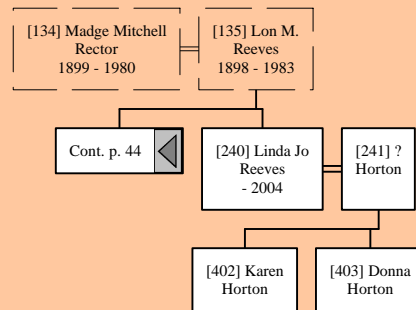 [134] Madge Mitchell
Rector
1899 - 1980
[135] Lon M.
Reeves
1898 - 1983
Cont. p. 44
[240] Linda Jo
Reeves
- 2004
[241] ?
Horton
[402] Karen
Horton
[403] Donna
Horton